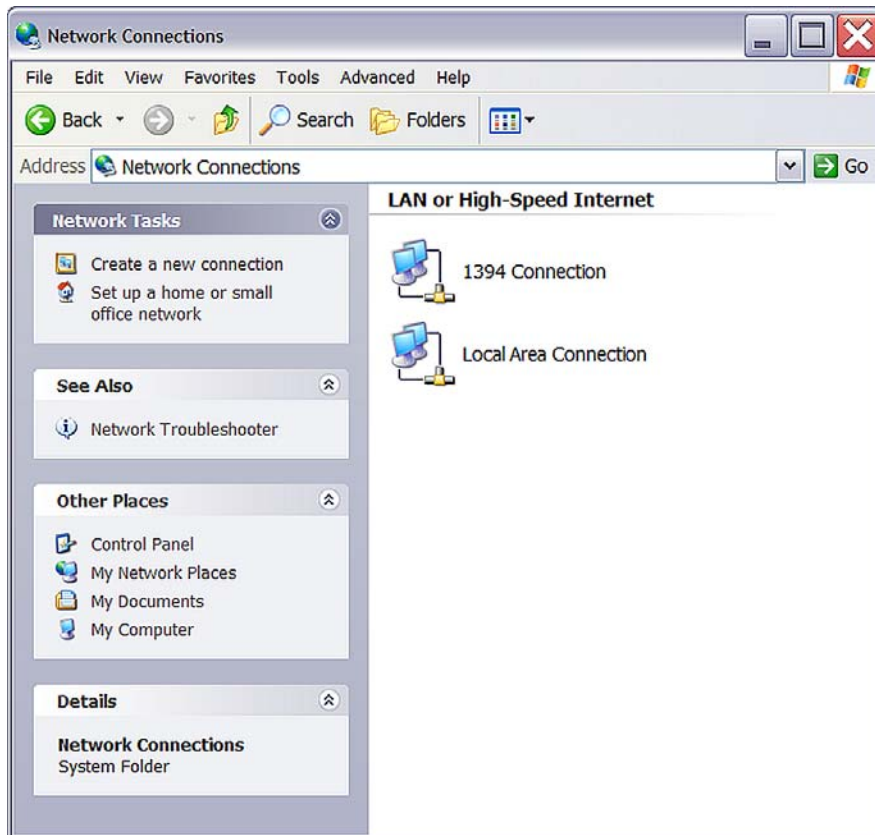 Network Connections
File Edit View Favorites Tools Advanced Help
Back Search Folders
Address Network Connections Go
Network Tasks
Create a new connection
Set up a home or small
office network
See Also
Network Troubleshooter
Other Places
Control Panel
My Network Places
My Documents
My Computer
Details
Network Connections
System Folder
LAN or High-Speed Internet
1394 Connection
Local Area Connection